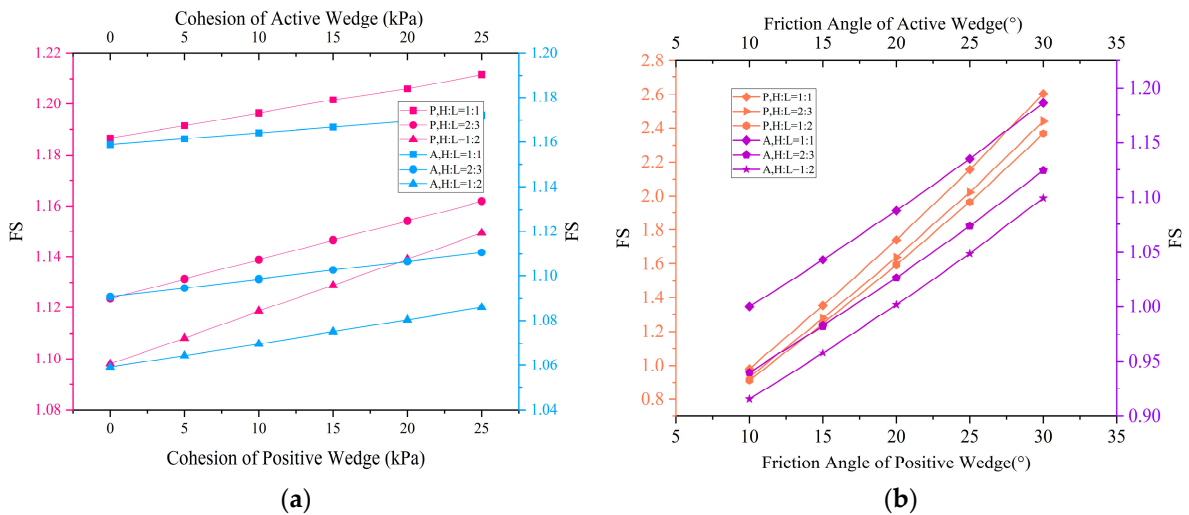 Cohesion of Active Wedge (kPa)
0 5 10 15 20 25
1.22
1.20
1.18
1.16
1.14
1.12
1.10
1.08
FS
1.20
1.18
1.16
1.14
1.12
1.10
1.08
1.06
1.04
FS
P,H:L=1:1
P,H:L=2:3
P,H:L−1:2
A,H:L=1:1
A,H:L=2:3
A,H:L=1:2
0 5 10 15 20 25
Cohesion of Positive Wedge (kPa)
(a)
Friction Angle of Active Wedge(°)
5 10 15 20 25 30 35
2.8
2.6
2.4
2.2
2.0
1.8
1.6
1.4
1.2
1.0
0.8
FS
1.20
1.15
1.10
1.05
1.00
0.95
0.90
FS
P,H:L=1:1
P,H:L=2:3
P,H:L=1:2
A,H:L=1:1
A,H:L=2:3
A,H:L−1:2
5 10 15 20 25 30 35
Friction Angle of Positive Wedge(°)
(b)